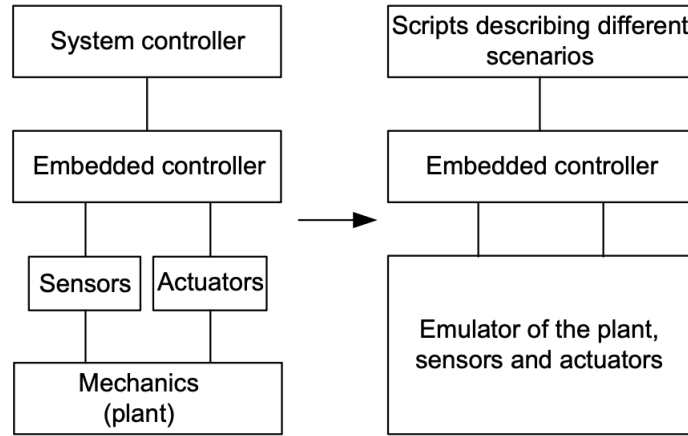 System controller
Embedded controller
Sensors
Actuators
Mechanics
(plant)
Scripts describing different
scenarios
Embedded controller
Emulator of the plant,
sensors and actuators